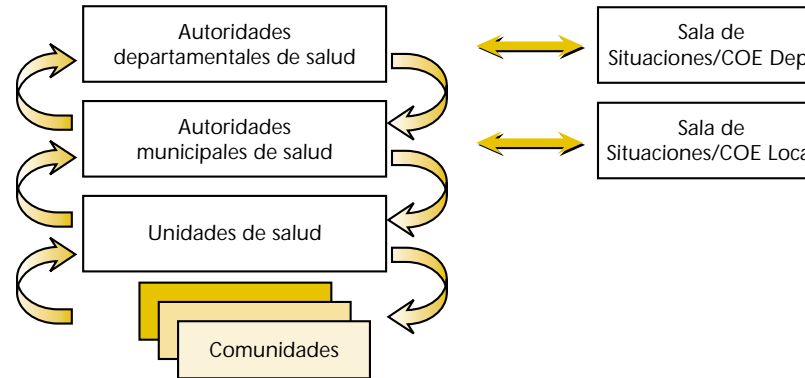 Autoridades
departamentales de salud
Sala de
Situaciones/COE Dep
Autoridades
municipales de salud
Sala de
Situaciones/COE Loca
Unidades de salud
Comunidades